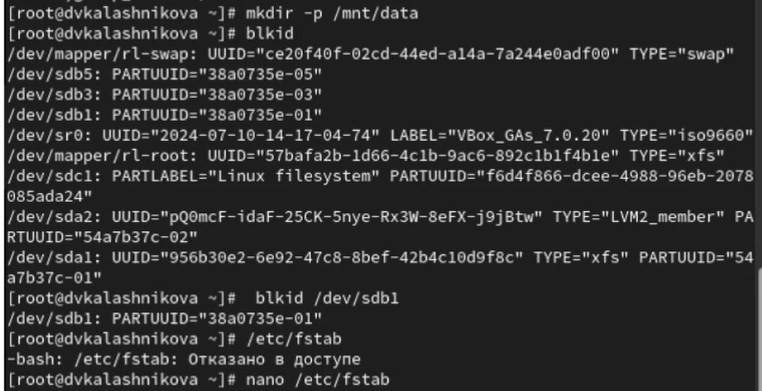 [root@dvkalashnikova ~]# mkdir -p /mnt/data
[root@dvkalashnikova ~]# blkid
/dev/mapper/rl-swap: UUID="ce20f40f-02cd-44ed-a14a-7a244e0adf00" TYPE="swap"
/dev/sdb5: PARTUUID="38a0735e-05"
/dev/sdb3: PARTUUID="38a0735e-03"
/dev/sdb1: PARTUUID="38a0735e-01"
/dev/sr0: UUID="2024-07-10-14-17-04-74" LABEL="VBox_GAs_7.0.20" TYPE="iso9660"
/dev/mapper/rl-root: UUID="57bafa2b-1d66-4c1b-9ac6-892c1b1f4b1e" TYPE="xfs"
/dev/sdc1: PARTLABEL="Linux filesystem" PARTUUID="f6d4f866-dcee-4988-96eb-2078
085ada24"
/dev/sda2: UUID="pQ0mcF-idaF-25CK-5nye-Rx3W-8eFX-j9jBtw" TYPE="LVM2_member" PA
RTUUID="54a7b37c-02"
/dev/sda1: UUID="956b30e2-6e92-47c8-8bef-42b4c10d9f8c" TYPE="xfs" PARTUUID="54
a7b37c-01"
[root@dvkalashnikova ~]#  blkid /dev/sdb1
/dev/sdb1: PARTUUID="38a0735e-01"
[root@dvkalashnikova ~]# /etc/fstab
-bash: /etc/fstab: Отказано в доступе
[root@dvkalashnikova ~]# nano /etc/fstab